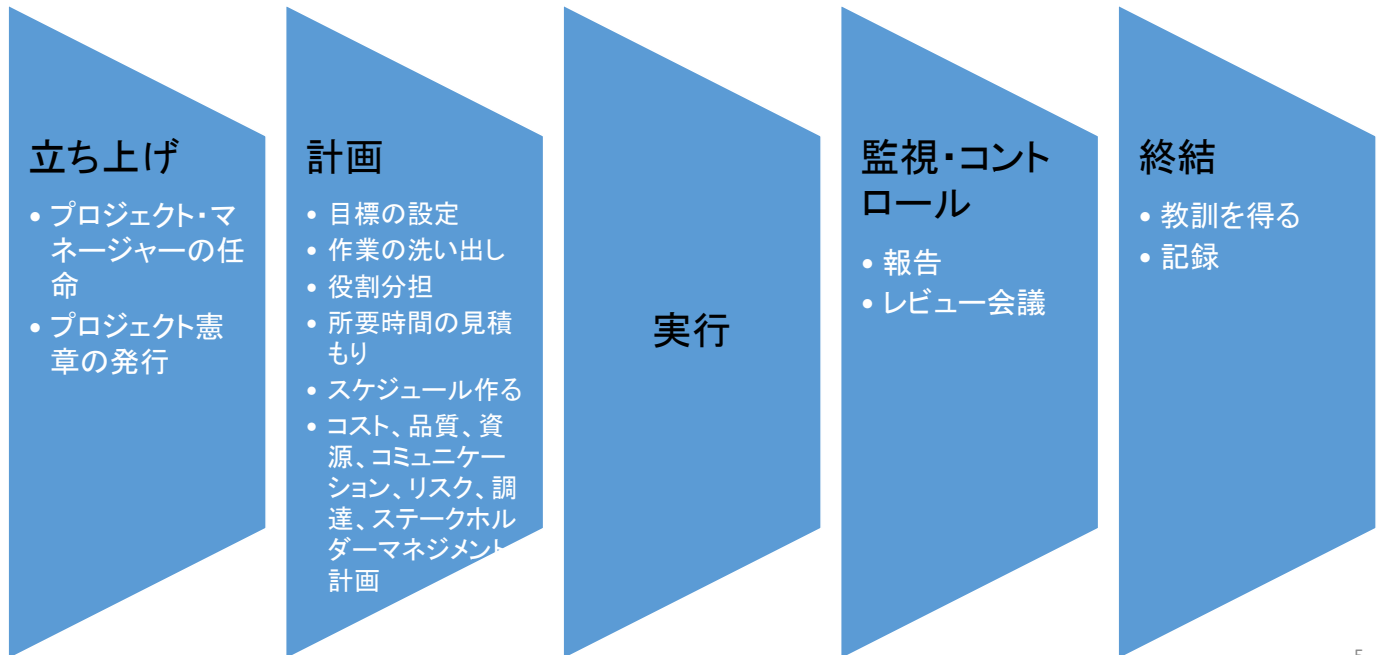 立ち上げ
• プロジェクト・マ
ネージャーの任
命
• プロジェクト憲
章の発行
計画
• 目標の設定
• 作業の洗い出し
• 役割分担
• 所要時間の見積
もり
• スケジュール作る
• コスト、品質、資
源、コミュニケー
ション、リスク、調
達、ステークホル
ダーマネジメント
計画
実行
監視・コント
ロール
• 報告
• レビュー会議
終結
• 教訓を得る
• 記録
5